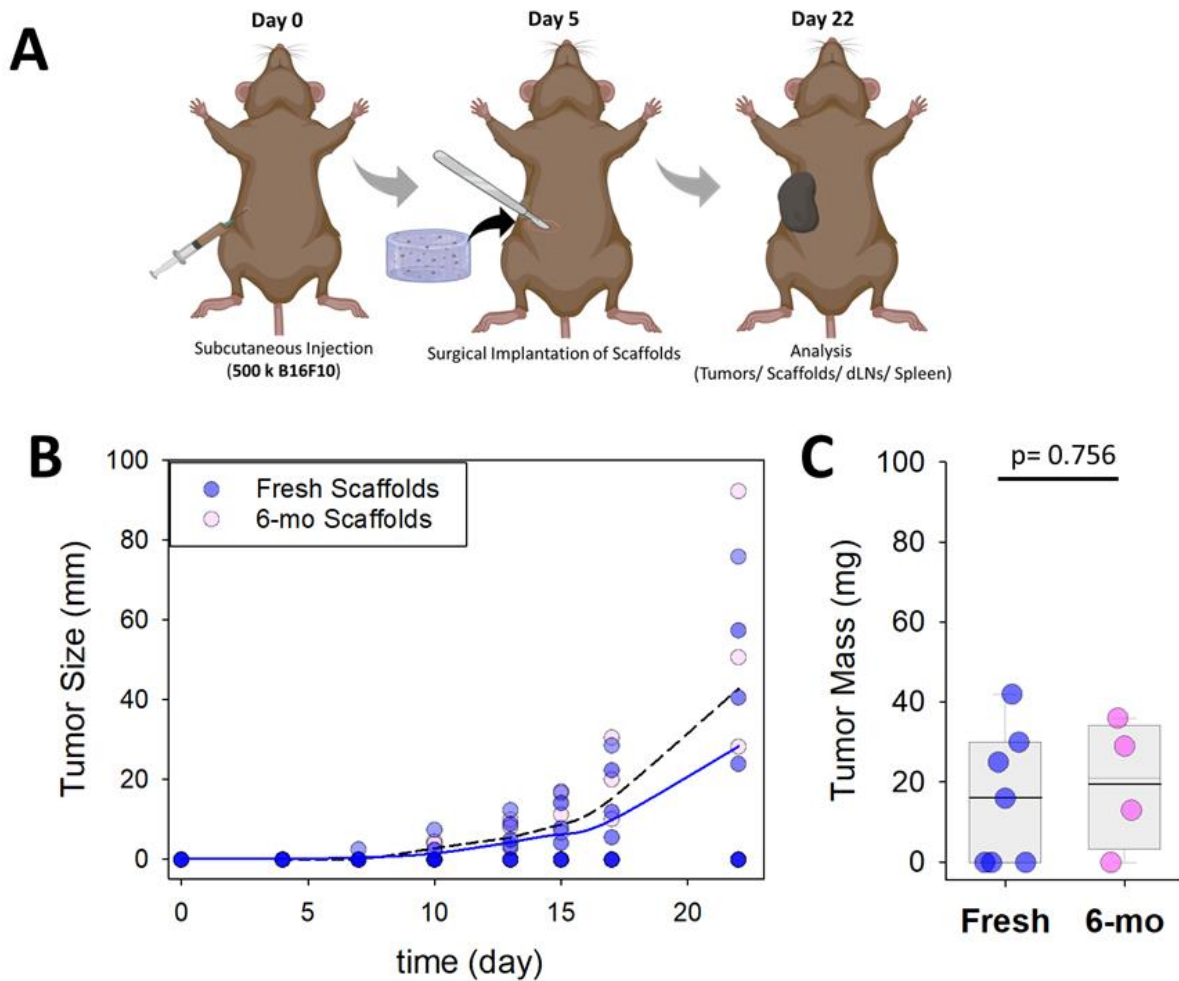 A
Day 0
Day 5
Day 22
Subcutaneous Injection
(500 k B16F10)
Surgical Implantation of Scaffolds
Analysis
(Tumors/ Scaffolds/ dLNs/ Spleen)
B
Fresh Scaffolds
6-mo Scaffolds
Tumor Size (mm)
100
80
60
40
20
0
0
5
10
15
20
time (day)
C
p= 0.756
Tumor Mass (mg)
100
80
60
40
20
0
Fresh
6-mo